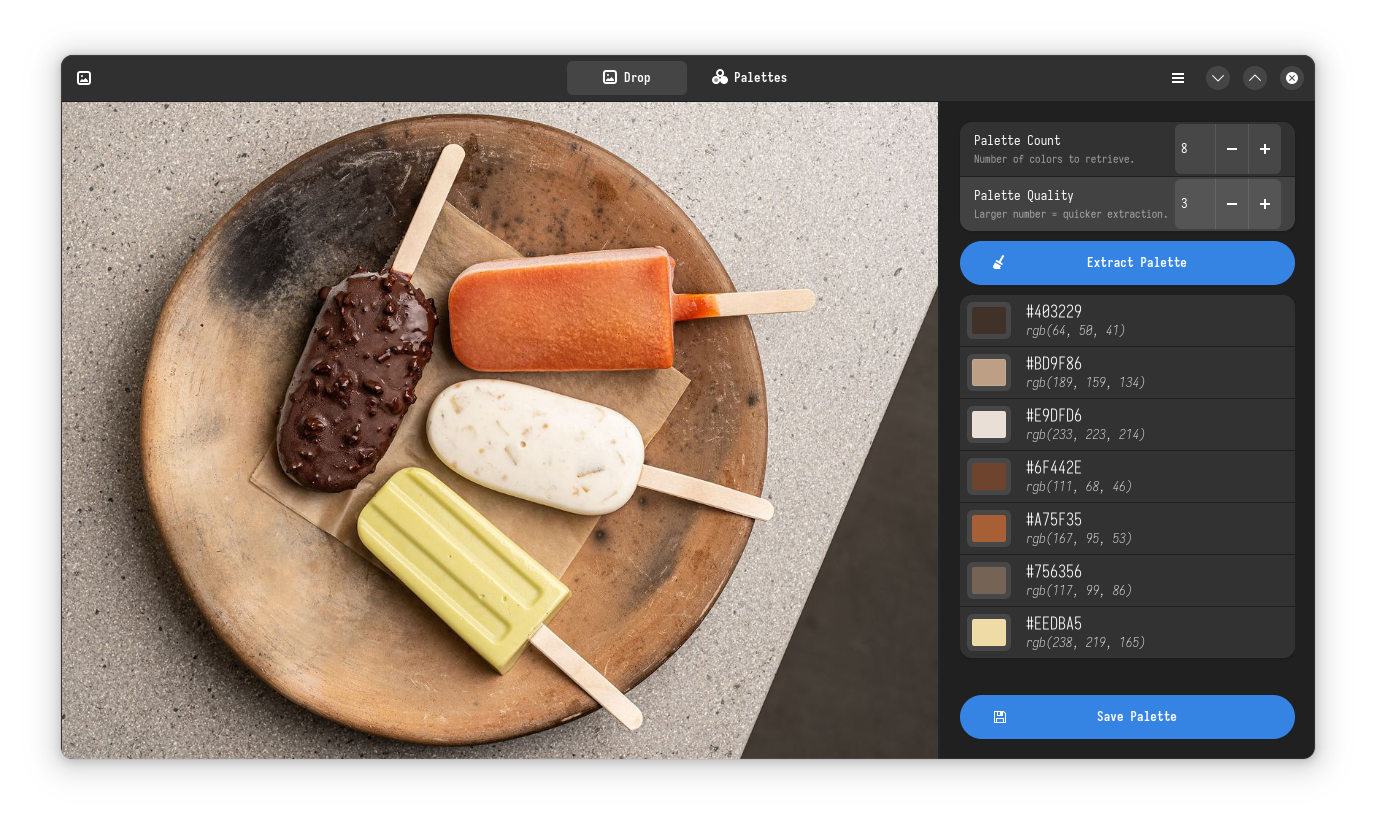 Drop
Palettes
Palette Count
Number of colors to retrieve.
8
Palette Quality
Larger number = quicker extraction.
3
Extract Palette
#403229
rgb(64, 50, 41)
#BD9F86
rgb(189, 159, 134)
#E9DFD6
rgb(233, 223, 214)
#6F442E
rgb(111, 68, 46)
#A75F35
rgb(167, 95, 53)
#756356
rgb(117, 99, 86)
#EEDBA5
rgb(238, 219, 165)
Save Palette